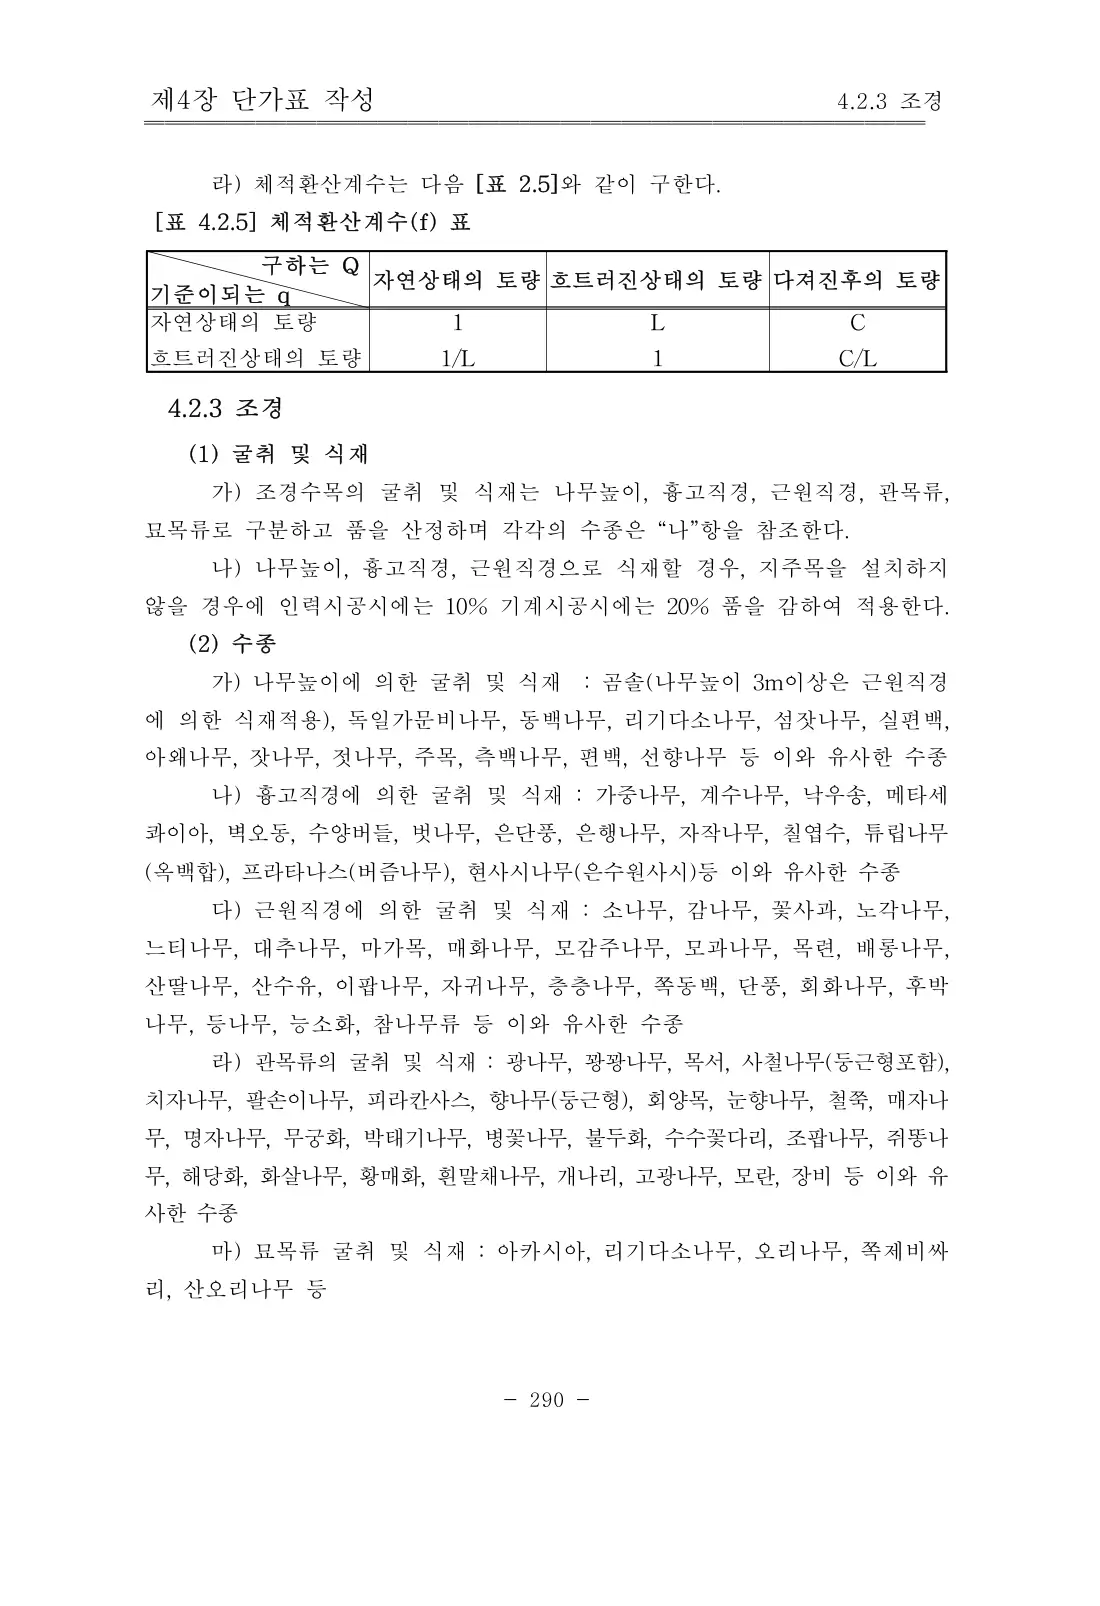 제4장 단가표 작성 4.2.3 조경
라) 체적환산계수는 다음 [표 2.5]와 같이 구한다.
[표 4.2.5] 체적환산계수(f) 표
구하는 Q
기준이되는 q
자연상태의 토량 흐트러진상태의 토량 다져진후의 토량
자연상태의 토량 1 L C
흐트러진상태의 토량 1/L 1 C/L
4.2.3 조경
(1) 굴취 및 식재
가) 조경수목의 굴취 및 식재는 나무높이, 흉고직경, 근원직경, 관목류,
묘목류로 구분하고 품을 산정하며 각각의 수종은 “나”항을 참조한다.
나) 나무높이, 흉고직경, 근원직경으로 식재할 경우, 지주목을 설치하지
않을 경우에 인력시공시에는 10% 기계시공시에는 20% 품을 감하여 적용한다.
(2) 수종
가) 나무높이에 의한 굴취 및 식재 : 곰솔(나무높이 3m이상은 근원직경
에 의한 식재적용), 독일가문비나무, 동백나무, 리기다소나무, 섬잣나무, 실편백,
아왜나무, 잣나무, 젓나무, 주목, 측백나무, 편백, 선향나무 등 이와 유사한 수종
나) 흉고직경에 의한 굴취 및 식재 : 가중나무, 계수나무, 낙우송, 메타세
콰이아, 벽오동, 수양버들, 벗나무, 은단풍, 은행나무, 자작나무, 칠엽수, 튜립나무
(옥백합), 프라타나스(버즘나무), 현사시나무(은수원사시)등 이와 유사한 수종
다) 근원직경에 의한 굴취 및 식재 : 소나무, 감나무, 꽃사과, 노각나무,
느티나무, 대추나무, 마가목, 매화나무, 모감주나무, 모과나무, 목련, 배롱나무,
산딸나무, 산수유, 이팝나무, 자귀나무, 층층나무, 쪽동백, 단풍, 회화나무, 후박
나무, 등나무, 능소화, 참나무류 등 이와 유사한 수종
라) 관목류의 굴취 및 식재 : 광나무, 꽝꽝나무, 목서, 사철나무(둥근형포함),
치자나무, 팔손이나무, 피라칸사스, 향나무(둥근형), 회양목, 눈향나무, 철쭉, 매자나
무, 명자나무, 무궁화, 박태기나무, 병꽃나무, 불두화, 수수꽃다리, 조팝나무, 쥐똥나
무, 해당화, 화살나무, 황매화, 흰말채나무, 개나리, 고광나무, 모란, 장비 등 이와 유
사한 수종
마) 묘목류 굴취 및 식재 : 아카시아, 리기다소나무, 오리나무, 쪽제비싸
리, 산오리나무 등
- 290 -